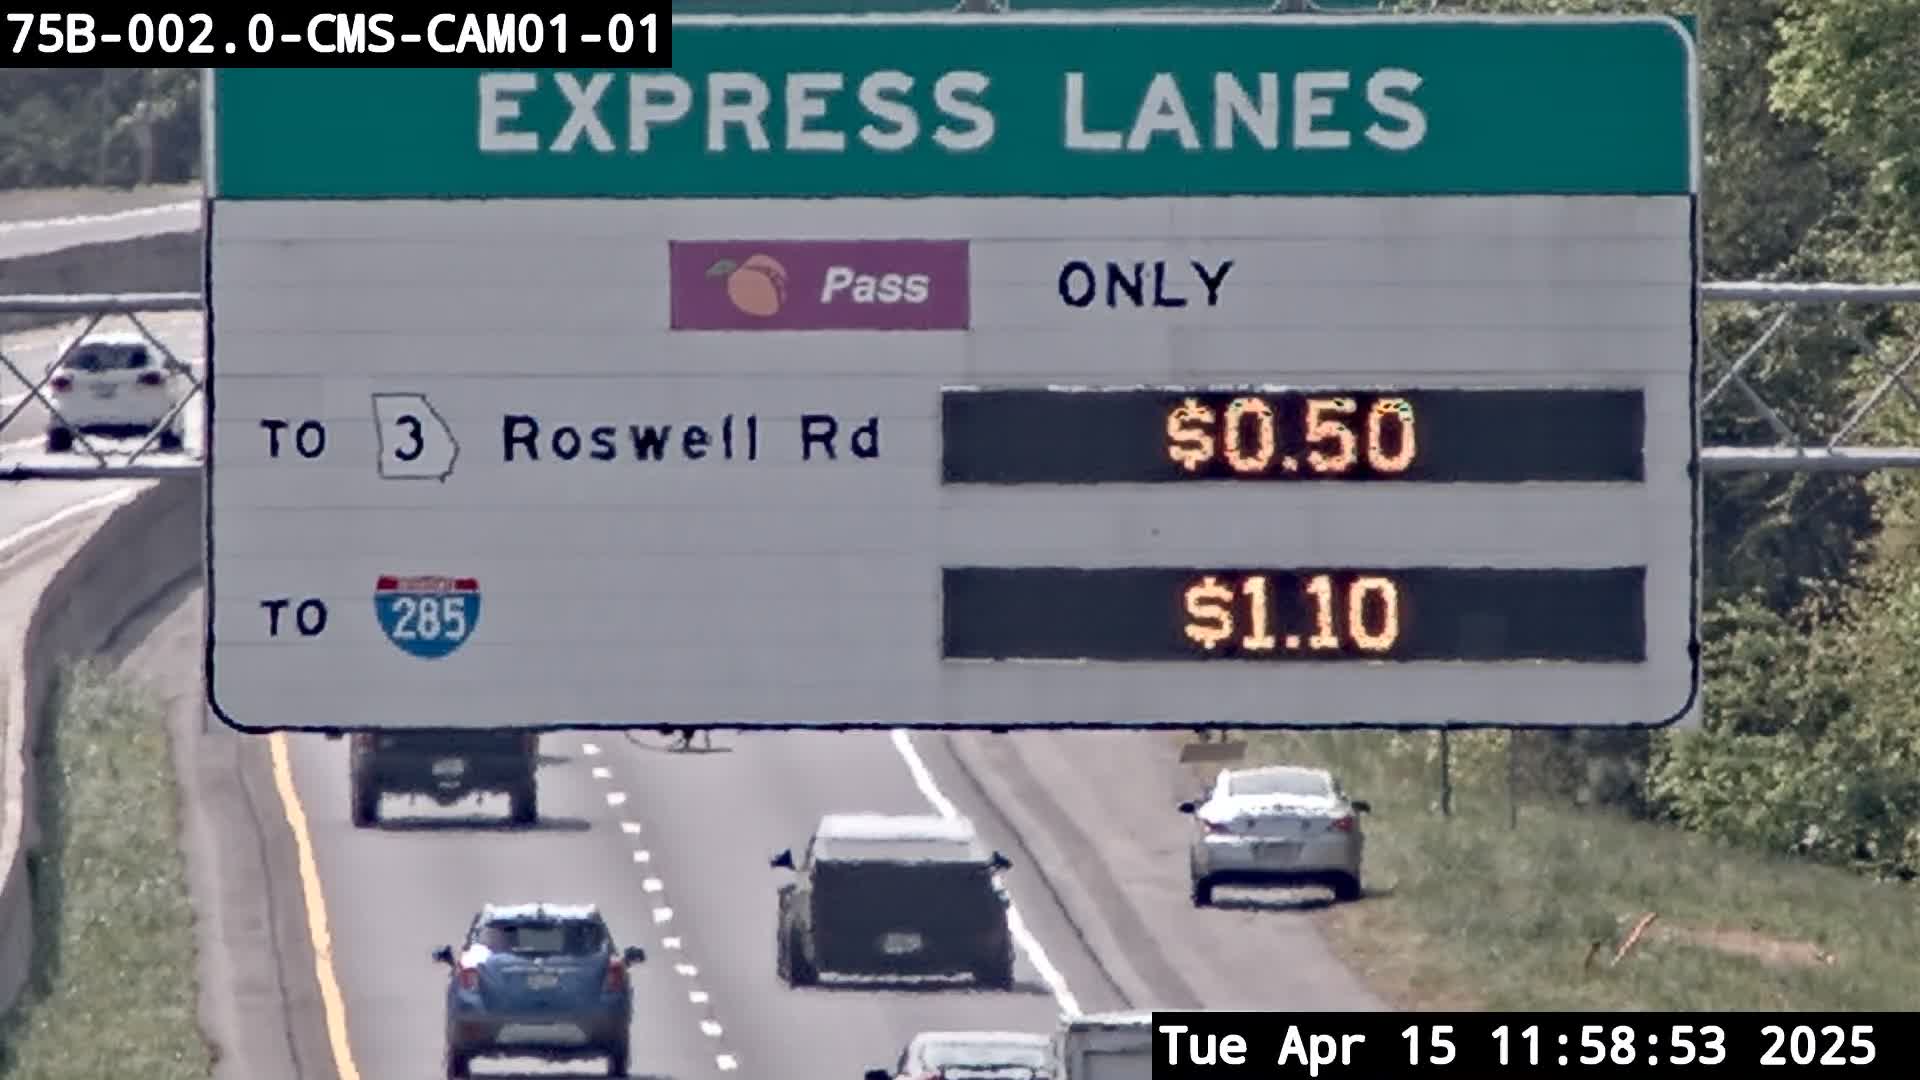 75B-002.0-CMS-CAM01-01
EXPRESS LANES
Pass ONLY
TO 3 Roswell Rd $0.50
TO 285 $1.10
Tue Apr 15 11:58:53 2025